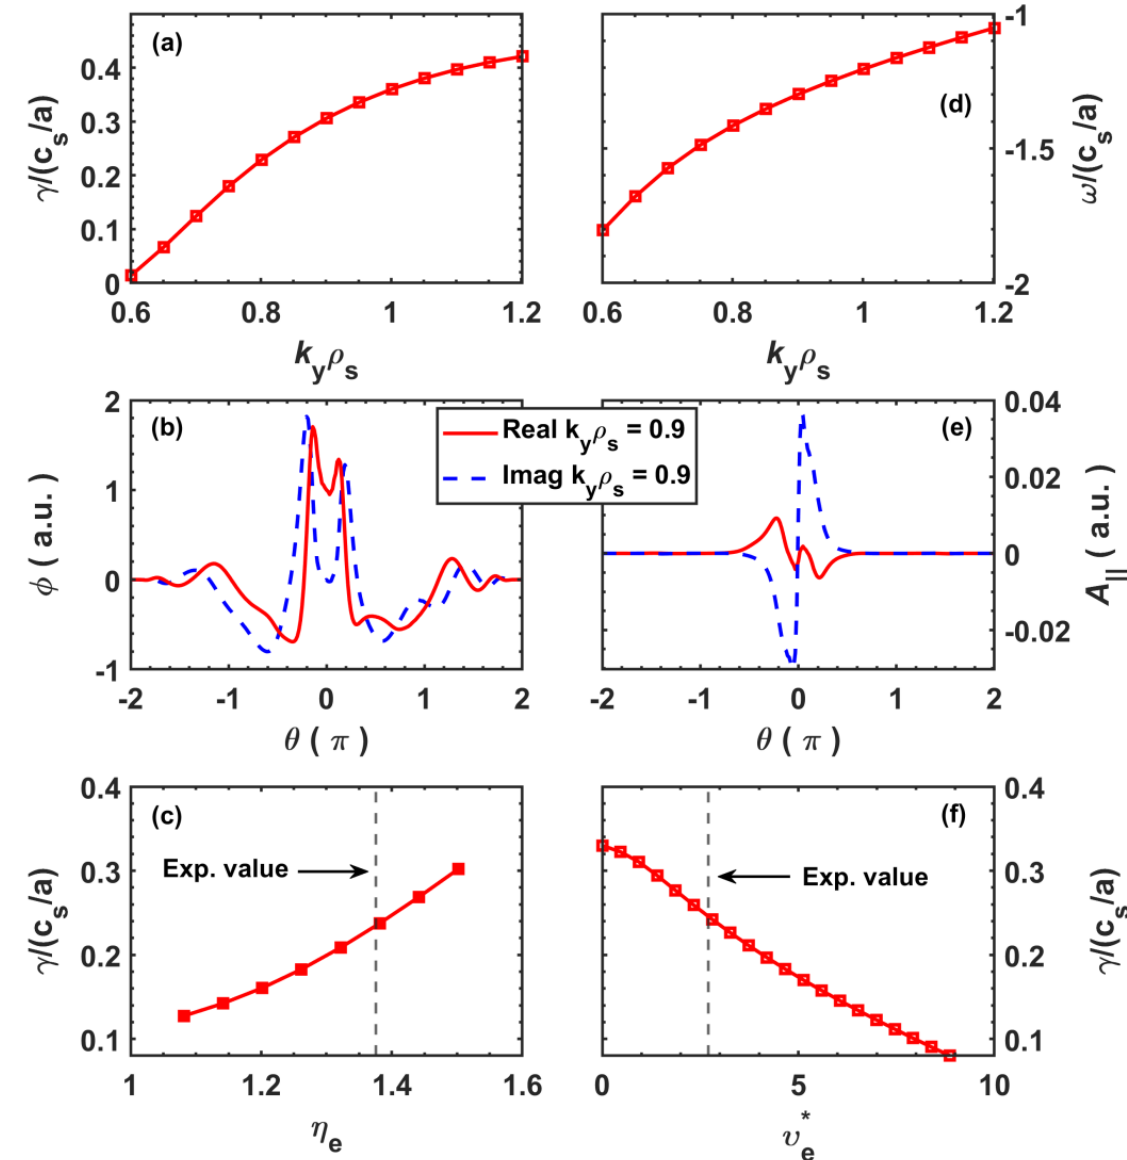 (a)
0.4
0.3
0.2
0.1
0
γ/(c_s/a)
0.6 0.8 1 1.2
k_yρ_s
(d)
-1
-1.5
-2
ω/(c_s/a)
0.6 0.8 1 1.2
k_yρ_s
(b)
2
1
0
-1
ϕ ( a.u. )
-2 -1 0 1 2
θ ( π )
Real k_yρ_s = 0.9
Imag k_yρ_s = 0.9
(e)
0.04
0.02
0
-0.02
A_|| ( a.u. )
-2 -1 0 1 2
θ ( π )
(c)
0.4
0.3
0.2
0.1
γ/(c_s/a)
Exp. value
1 1.2 1.4 1.6
η_e
(f)
0.4
0.3
0.2
0.1
γ/(c_s/a)
Exp. value
0 5 10
υ_e^*